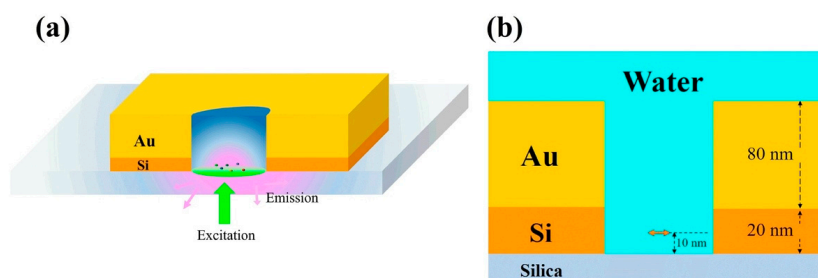 (a)
Au
Si
Emission
Excitation
(b)
Water
Au
80 nm
Si
20 nm
10 nm
Silica